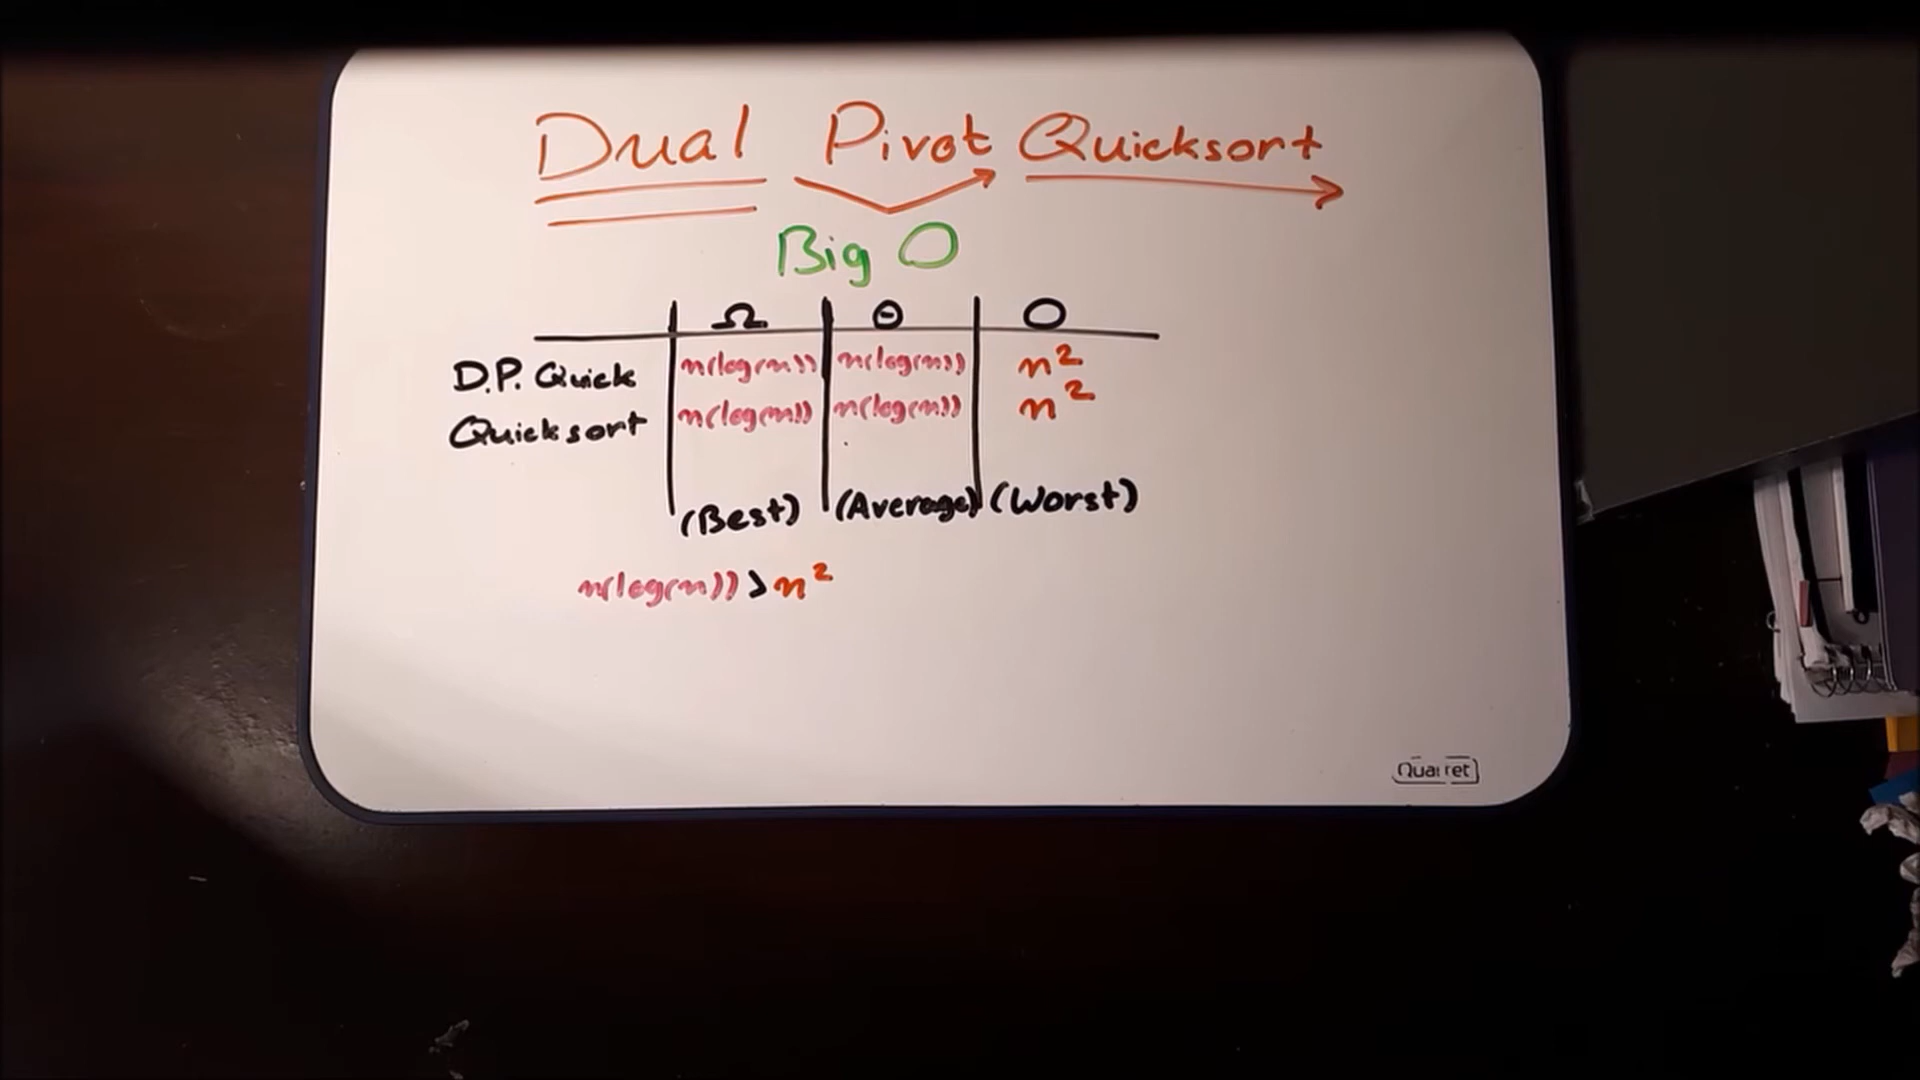 Dual Pivot Quicksort
Big O
Ω Θ O
D.P. Quick n(log(n)) n(log(n)) n²
Quicksort n(log(n)) n(log(n)) n²
(Best) (Average) (Worst)
n(log(n)) > n²
Quartet